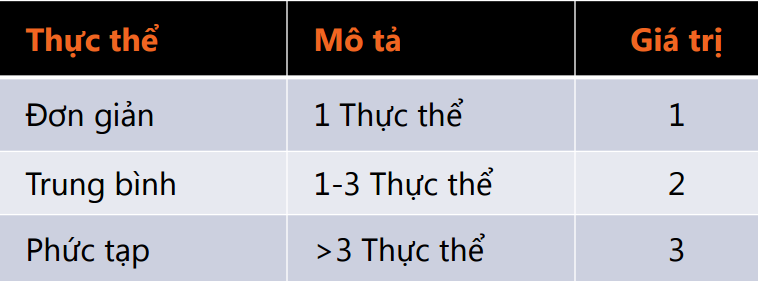 Thực thể Mô tả Giá trị
Đơn giản 1 Thực thể 1
Trung bình 1-3 Thực thể 2
Phức tạp >3 Thực thể 3